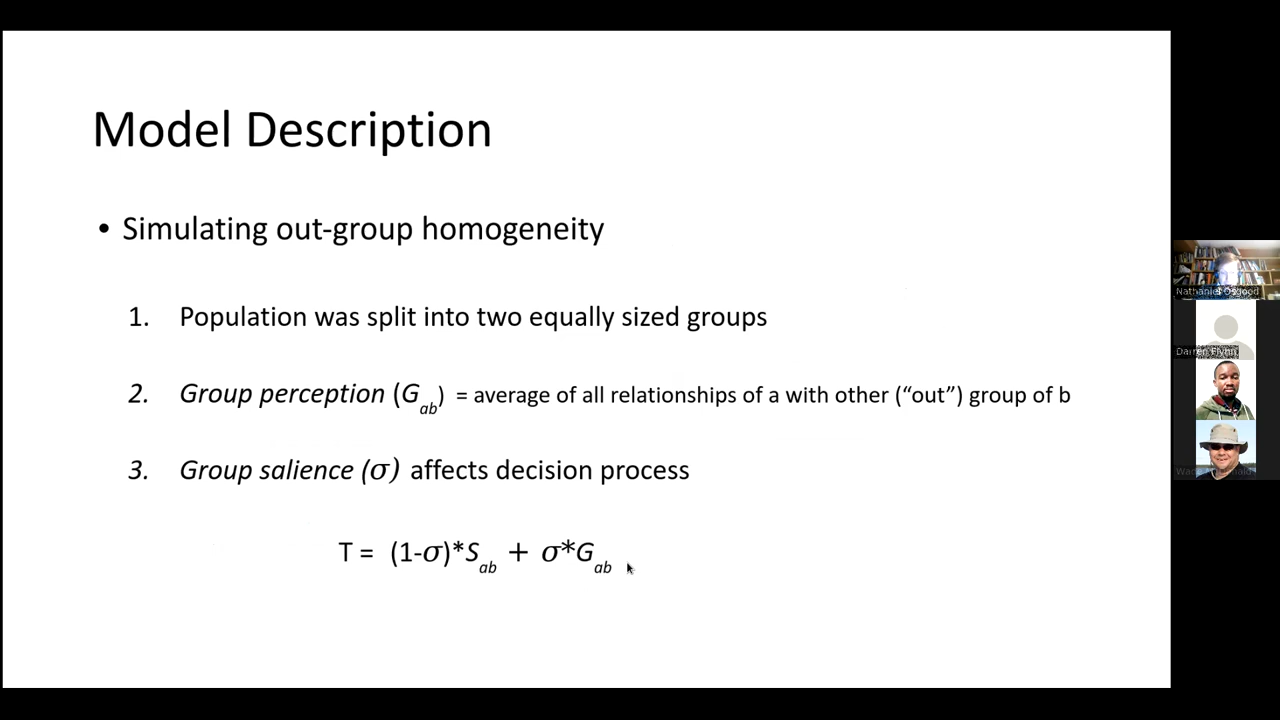 Model Description
• Simulating out-group homogeneity
1. Population was split into two equally sized groups
2. Group perception (G_ab) = average of all relationships of a with other (“out”) group of b
3. Group salience (σ) affects decision process
T = (1-σ)*S_ab + σ*G_ab
Nathaniel Osgood
Darren Flynn